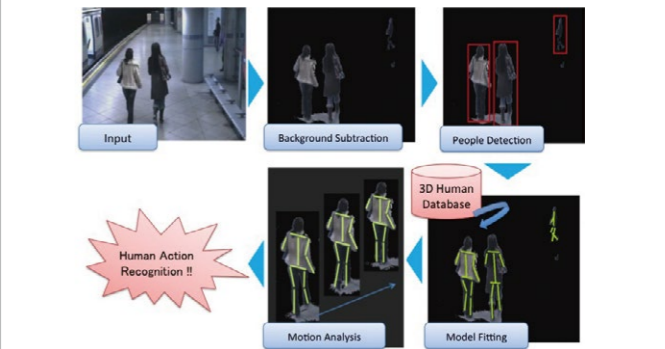 Input
Background Subtraction
People Detection
3D Human
Database
Human Action
Recognition !!
Motion Analysis
Model Fitting